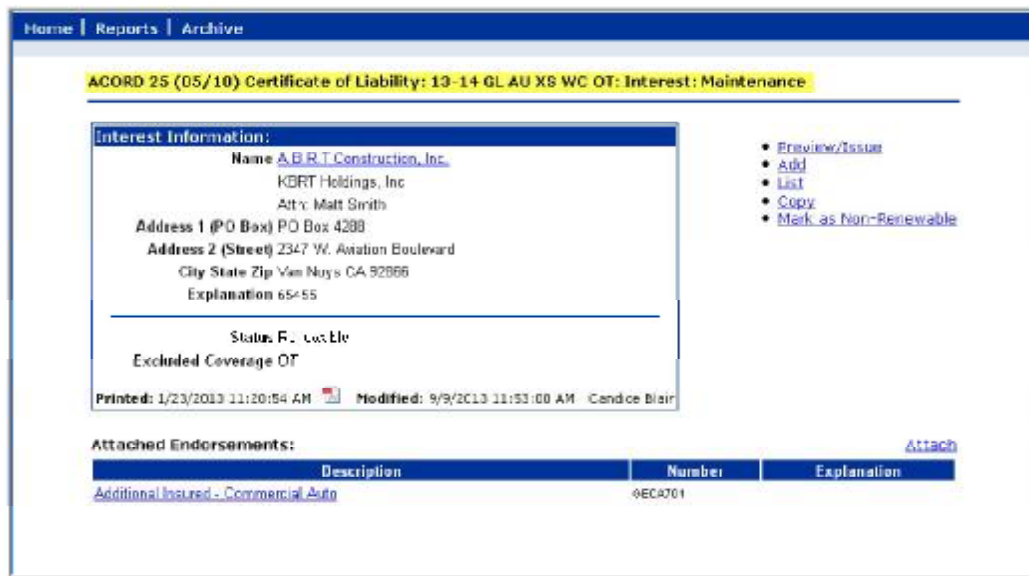 Home | Reports | Archive
ACORD 25 (05/10) Certificate of Liability: 13-14 GL AU XS WC OT: Interest: Maintenance
Interest Information:
Name A.B.R.T Construction, Inc.
KBRT Holdings, Inc
Attn: Matt Smith
Address 1 (PO Box) PO Box 4288
Address 2 (Street) 2347 W. Aviation Boulevard
City State Zip Van Nuys CA 92866
Explanation 65455
Status
Excluded Coverage OT
Printed: 1/23/2013 11:20:54 AM Modified: 9/9/2013 11:53:00 AM Candice Blair
• Preview/Issue
• Add
• List
• Copy
• Mark as Non-Renewable
Attached Endorsements: Attach
Description Number Explanation
Additional Insured - Commercial Auto